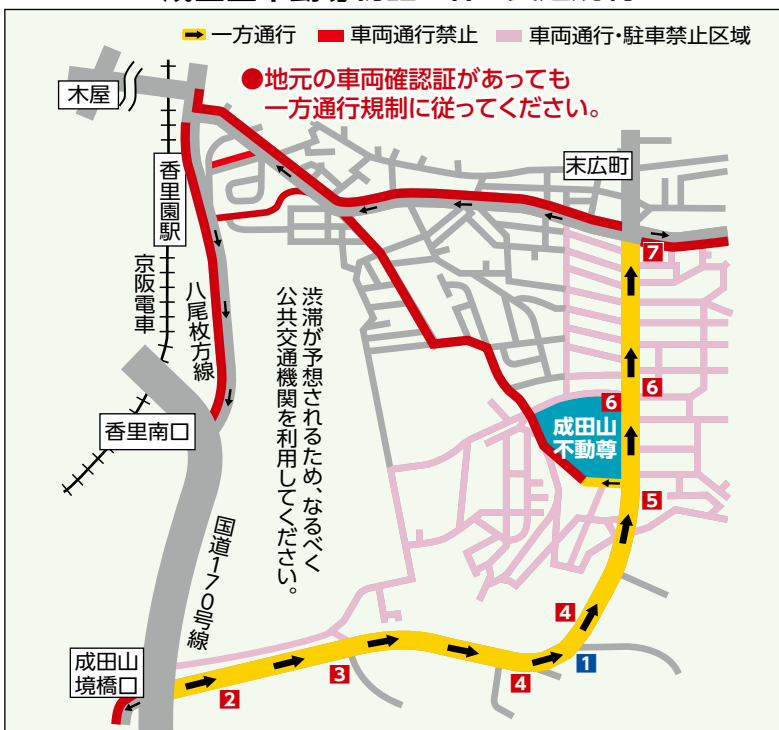 一方通行 車両通行禁止 車両通行・駐車禁止区域
●地元の車両確認証があっても
一方通行規制に従ってください。
木屋
末広町
香里園駅
京阪電車
八尾枚方線
渋滞が予想されるため、なるべく
公共交通機関を利用してください。
7
6
6
成田山
不動尊
香里南口
5
国道170号線
4
1
成田山
境橋口
2
3
4